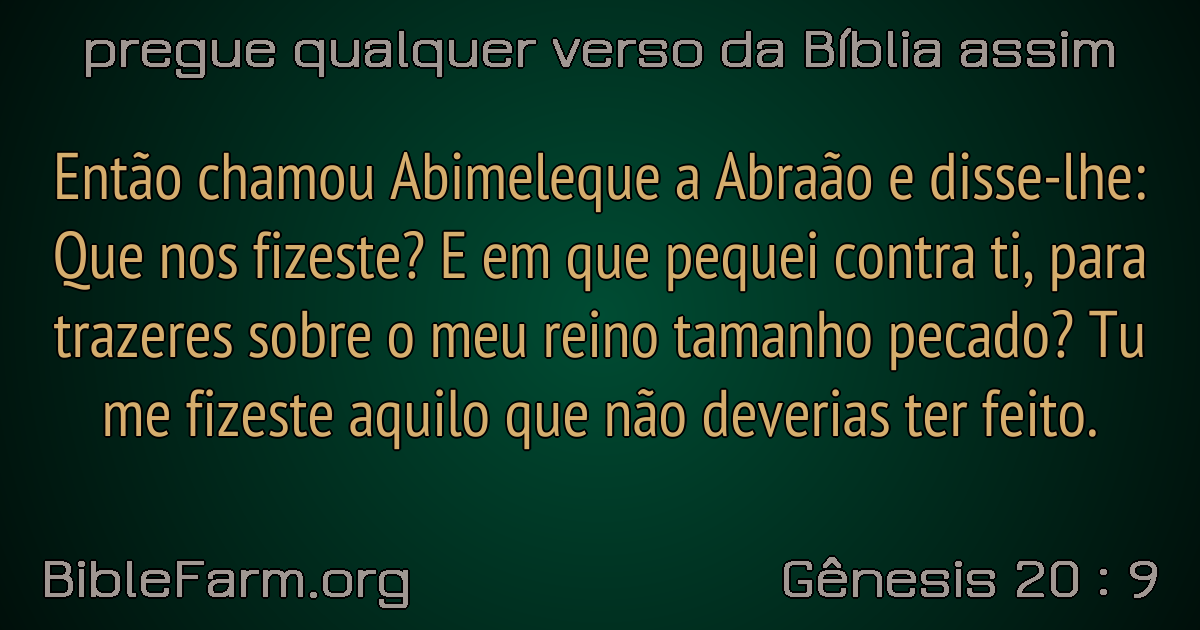 pregue qualquer verso da Bíblia assim
Então chamou Abimeleque a Abraão e disse-lhe:
Que nos fizeste? E em que pequei contra ti, para
trazeres sobre o meu reino tamanho pecado? Tu
me fizeste aquilo que não deverias ter feito.
BibleFarm.org
Gênesis 20 : 9